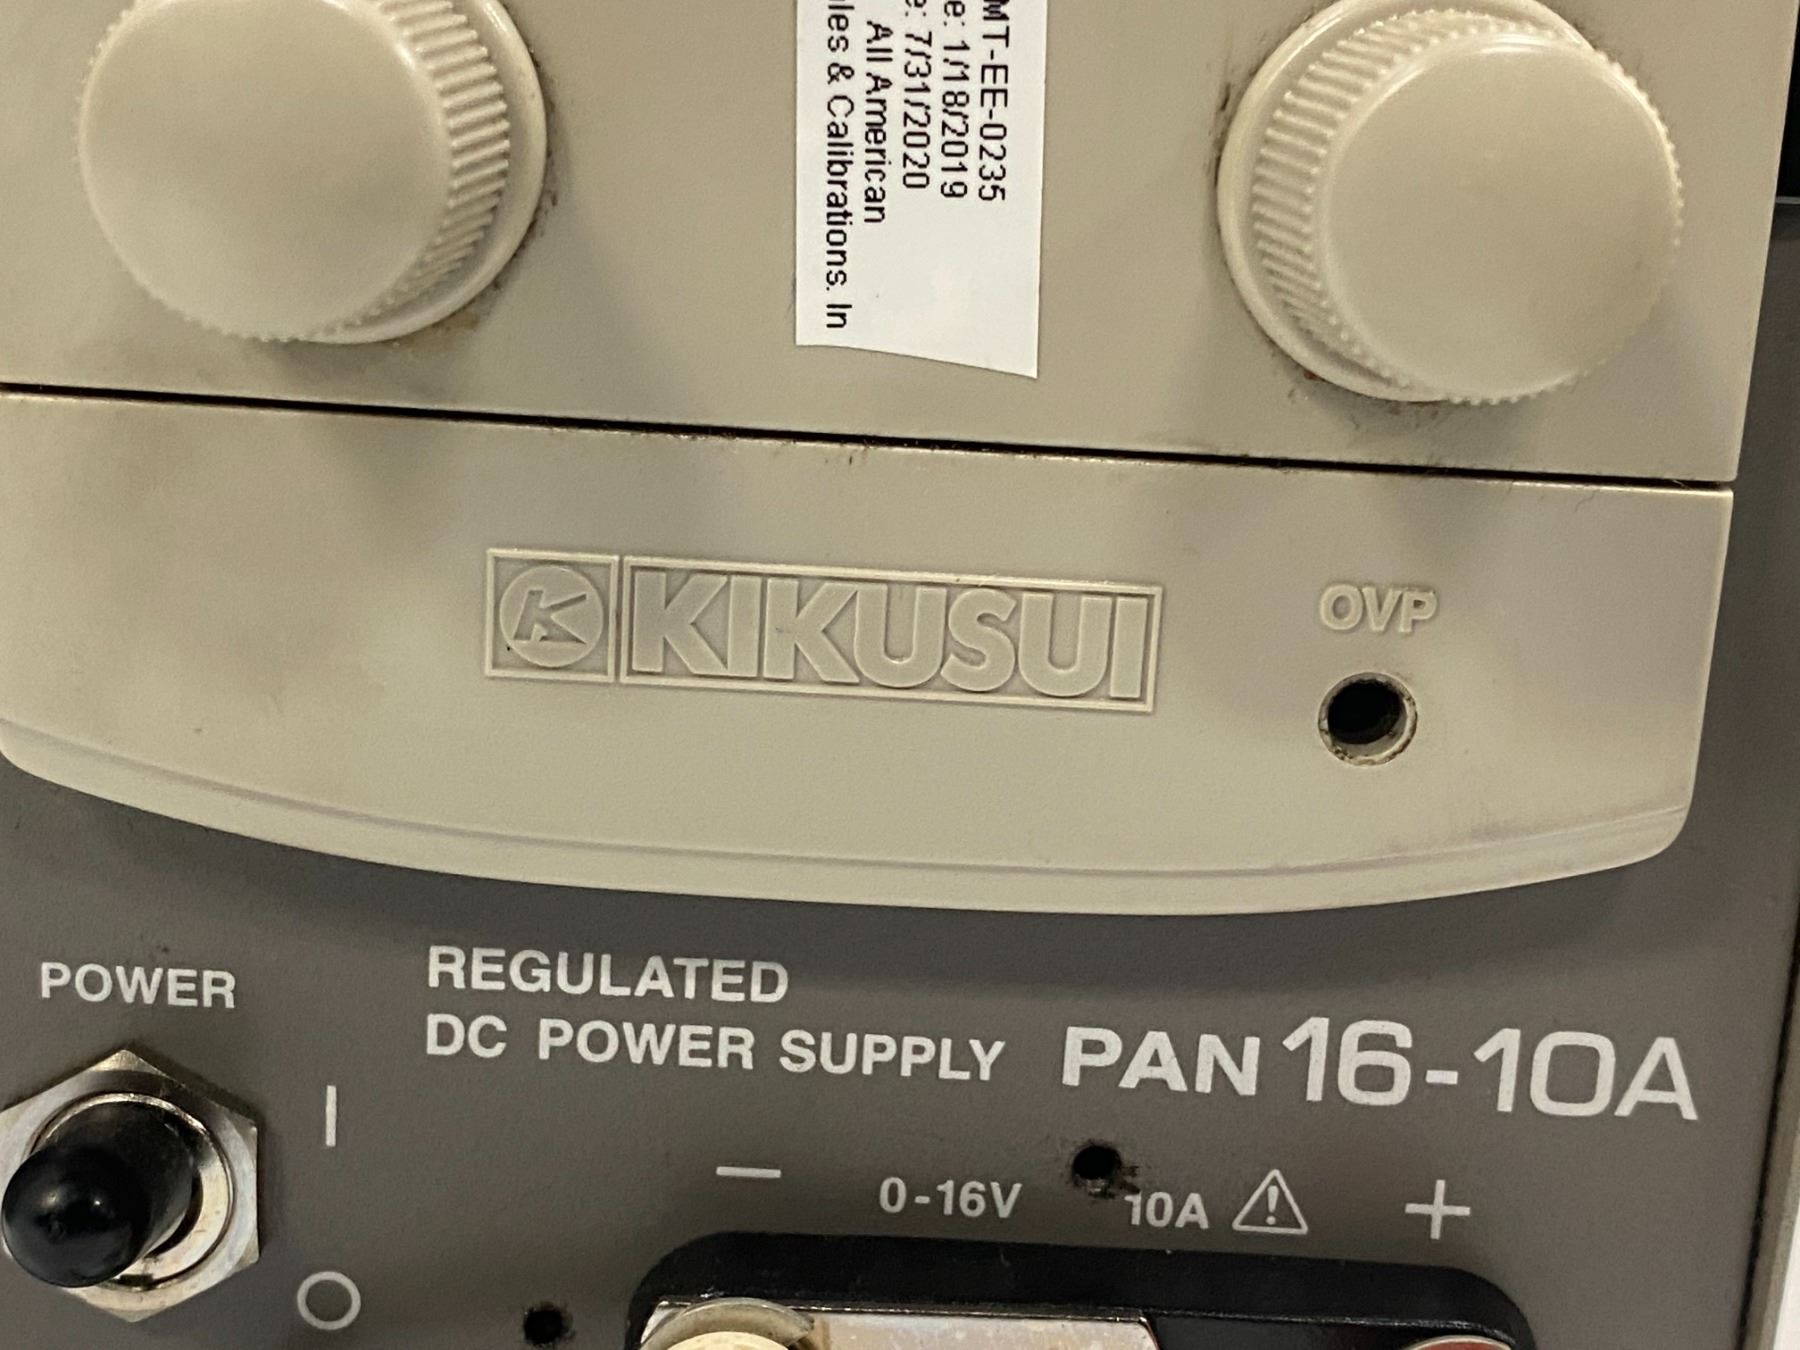 MT-EE-0235
e: 1/18/2019
e: 7/31/2020
All American
les & Calibrations. In
K KIKUSUI
OVP
POWER
REGULATED
DC POWER SUPPLY PAN 16-10A
I
− 0-16V 10A +
O